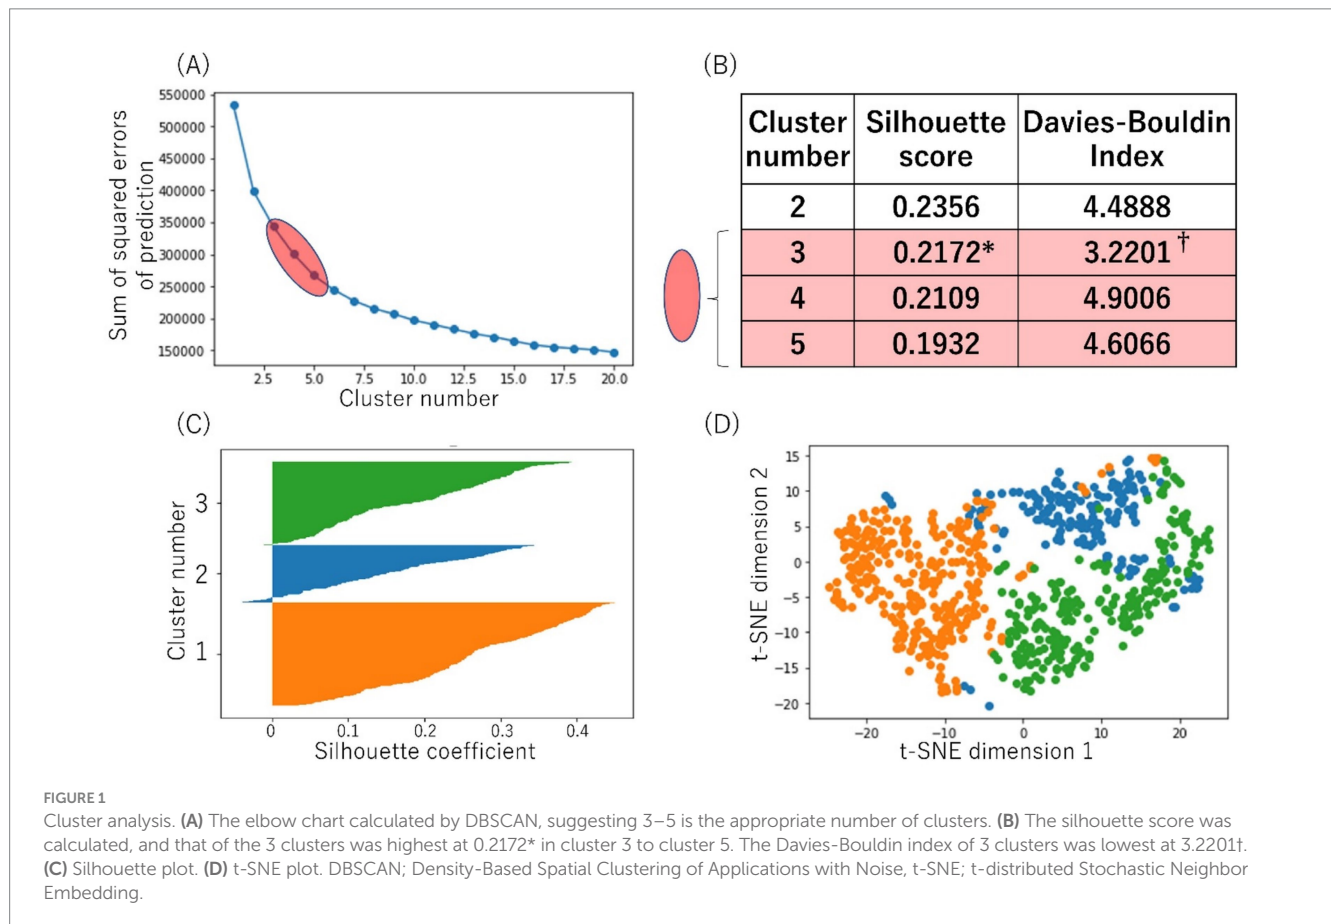 (A)
Sum of squared errors
of prediction
550000
500000
450000
400000
350000
300000
250000
200000
150000
2.5 5.0 7.5 10.0 12.5 15.0 17.5 20.0
Cluster number
(B)
Cluster number Silhouette score Davies-Bouldin Index
2 0.2356 4.4888
3 0.2172* 3.2201 †
4 0.2109 4.9006
5 0.1932 4.6066
(C)
Cluster number
3
2
1
0 0.1 0.2 0.3 0.4
Silhouette coefficient
(D)
t-SNE dimension 2
15
10
5
0
−5
−10
−15
−20
−20 −10 0 10 20
t-SNE dimension 1
FIGURE 1
Cluster analysis. (A) The elbow chart calculated by DBSCAN, suggesting 3–5 is the appropriate number of clusters. (B) The silhouette score was
calculated, and that of the 3 clusters was highest at 0.2172* in cluster 3 to cluster 5. The Davies-Bouldin index of 3 clusters was lowest at 3.2201†.
(C) Silhouette plot. (D) t-SNE plot. DBSCAN; Density-Based Spatial Clustering of Applications with Noise, t-SNE; t-distributed Stochastic Neighbor
Embedding.